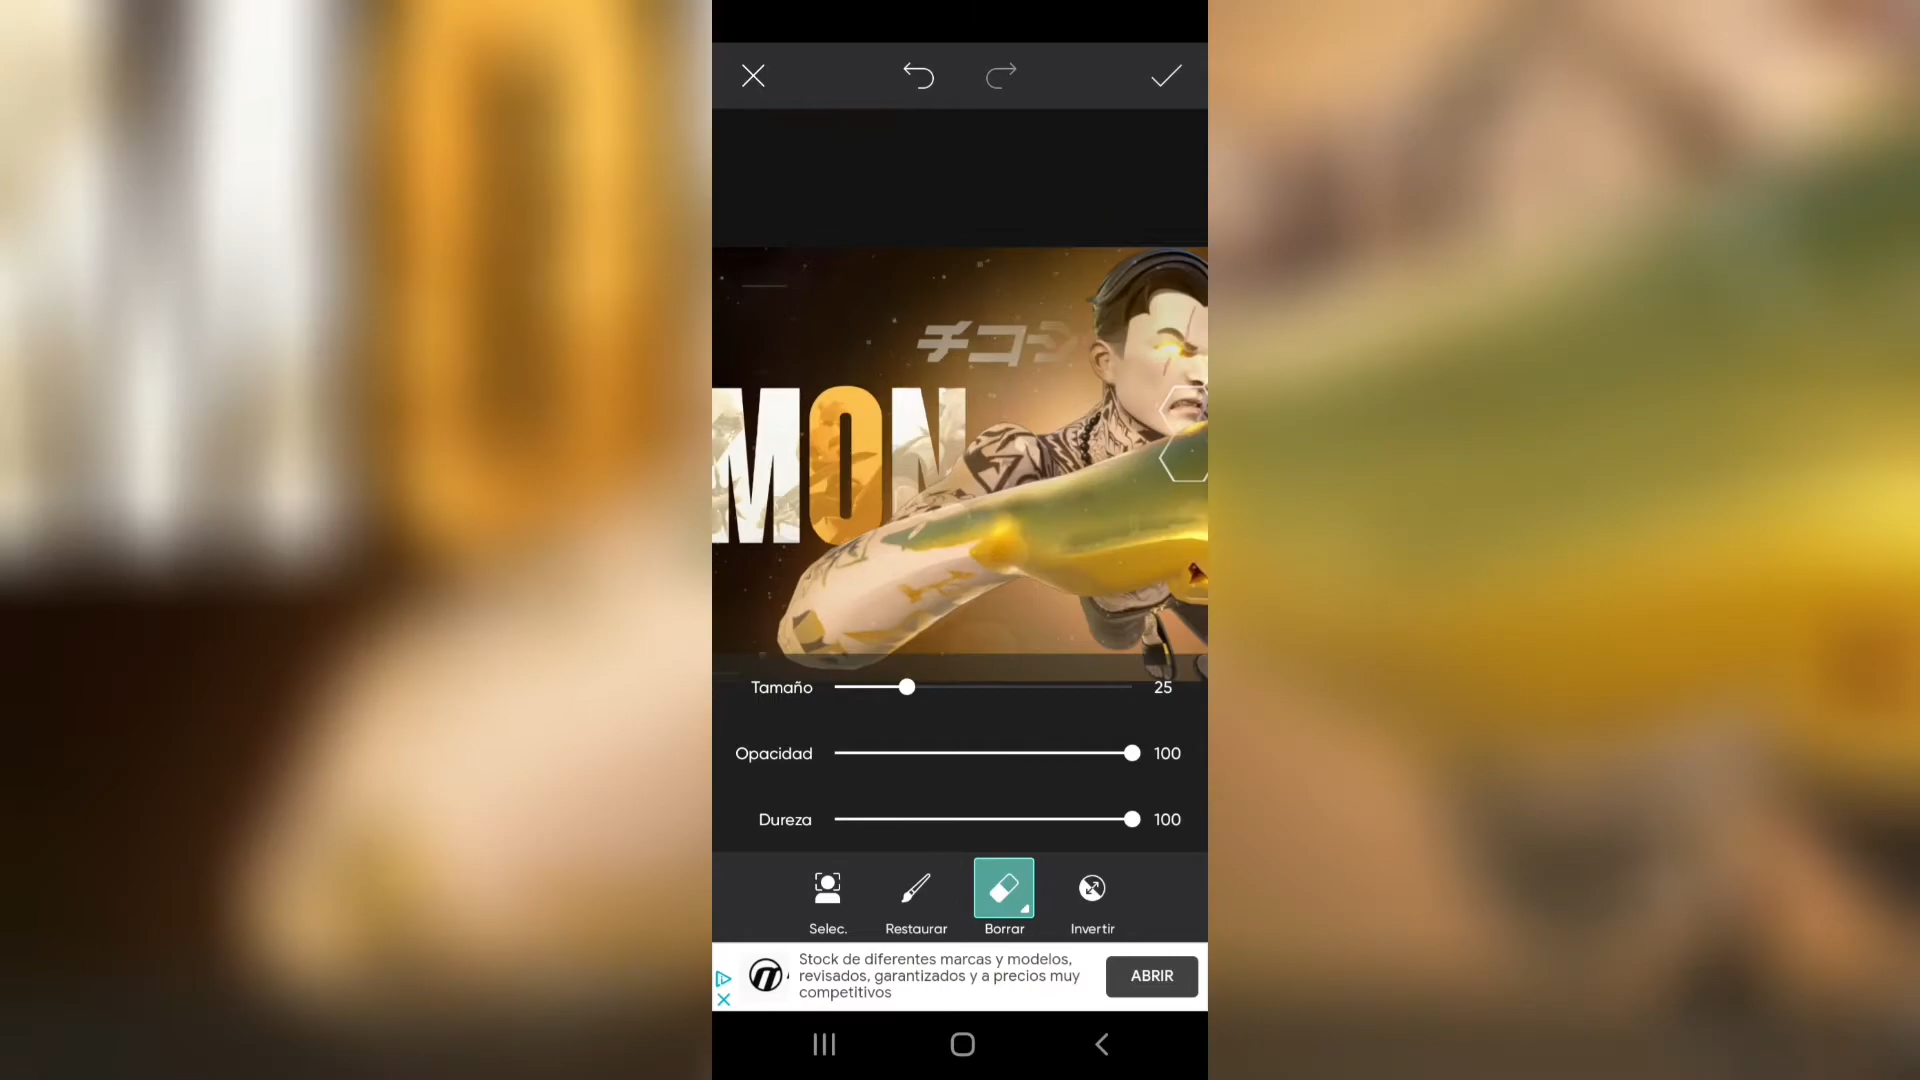 チコ
MON
Tamaño 25
Opacidad 100
Dureza 100
Selec. Restaurar Borrar Invertir
Stock de diferentes marcas y modelos,
revisados, garantizados y a precios muy
competitivos
ABRIR